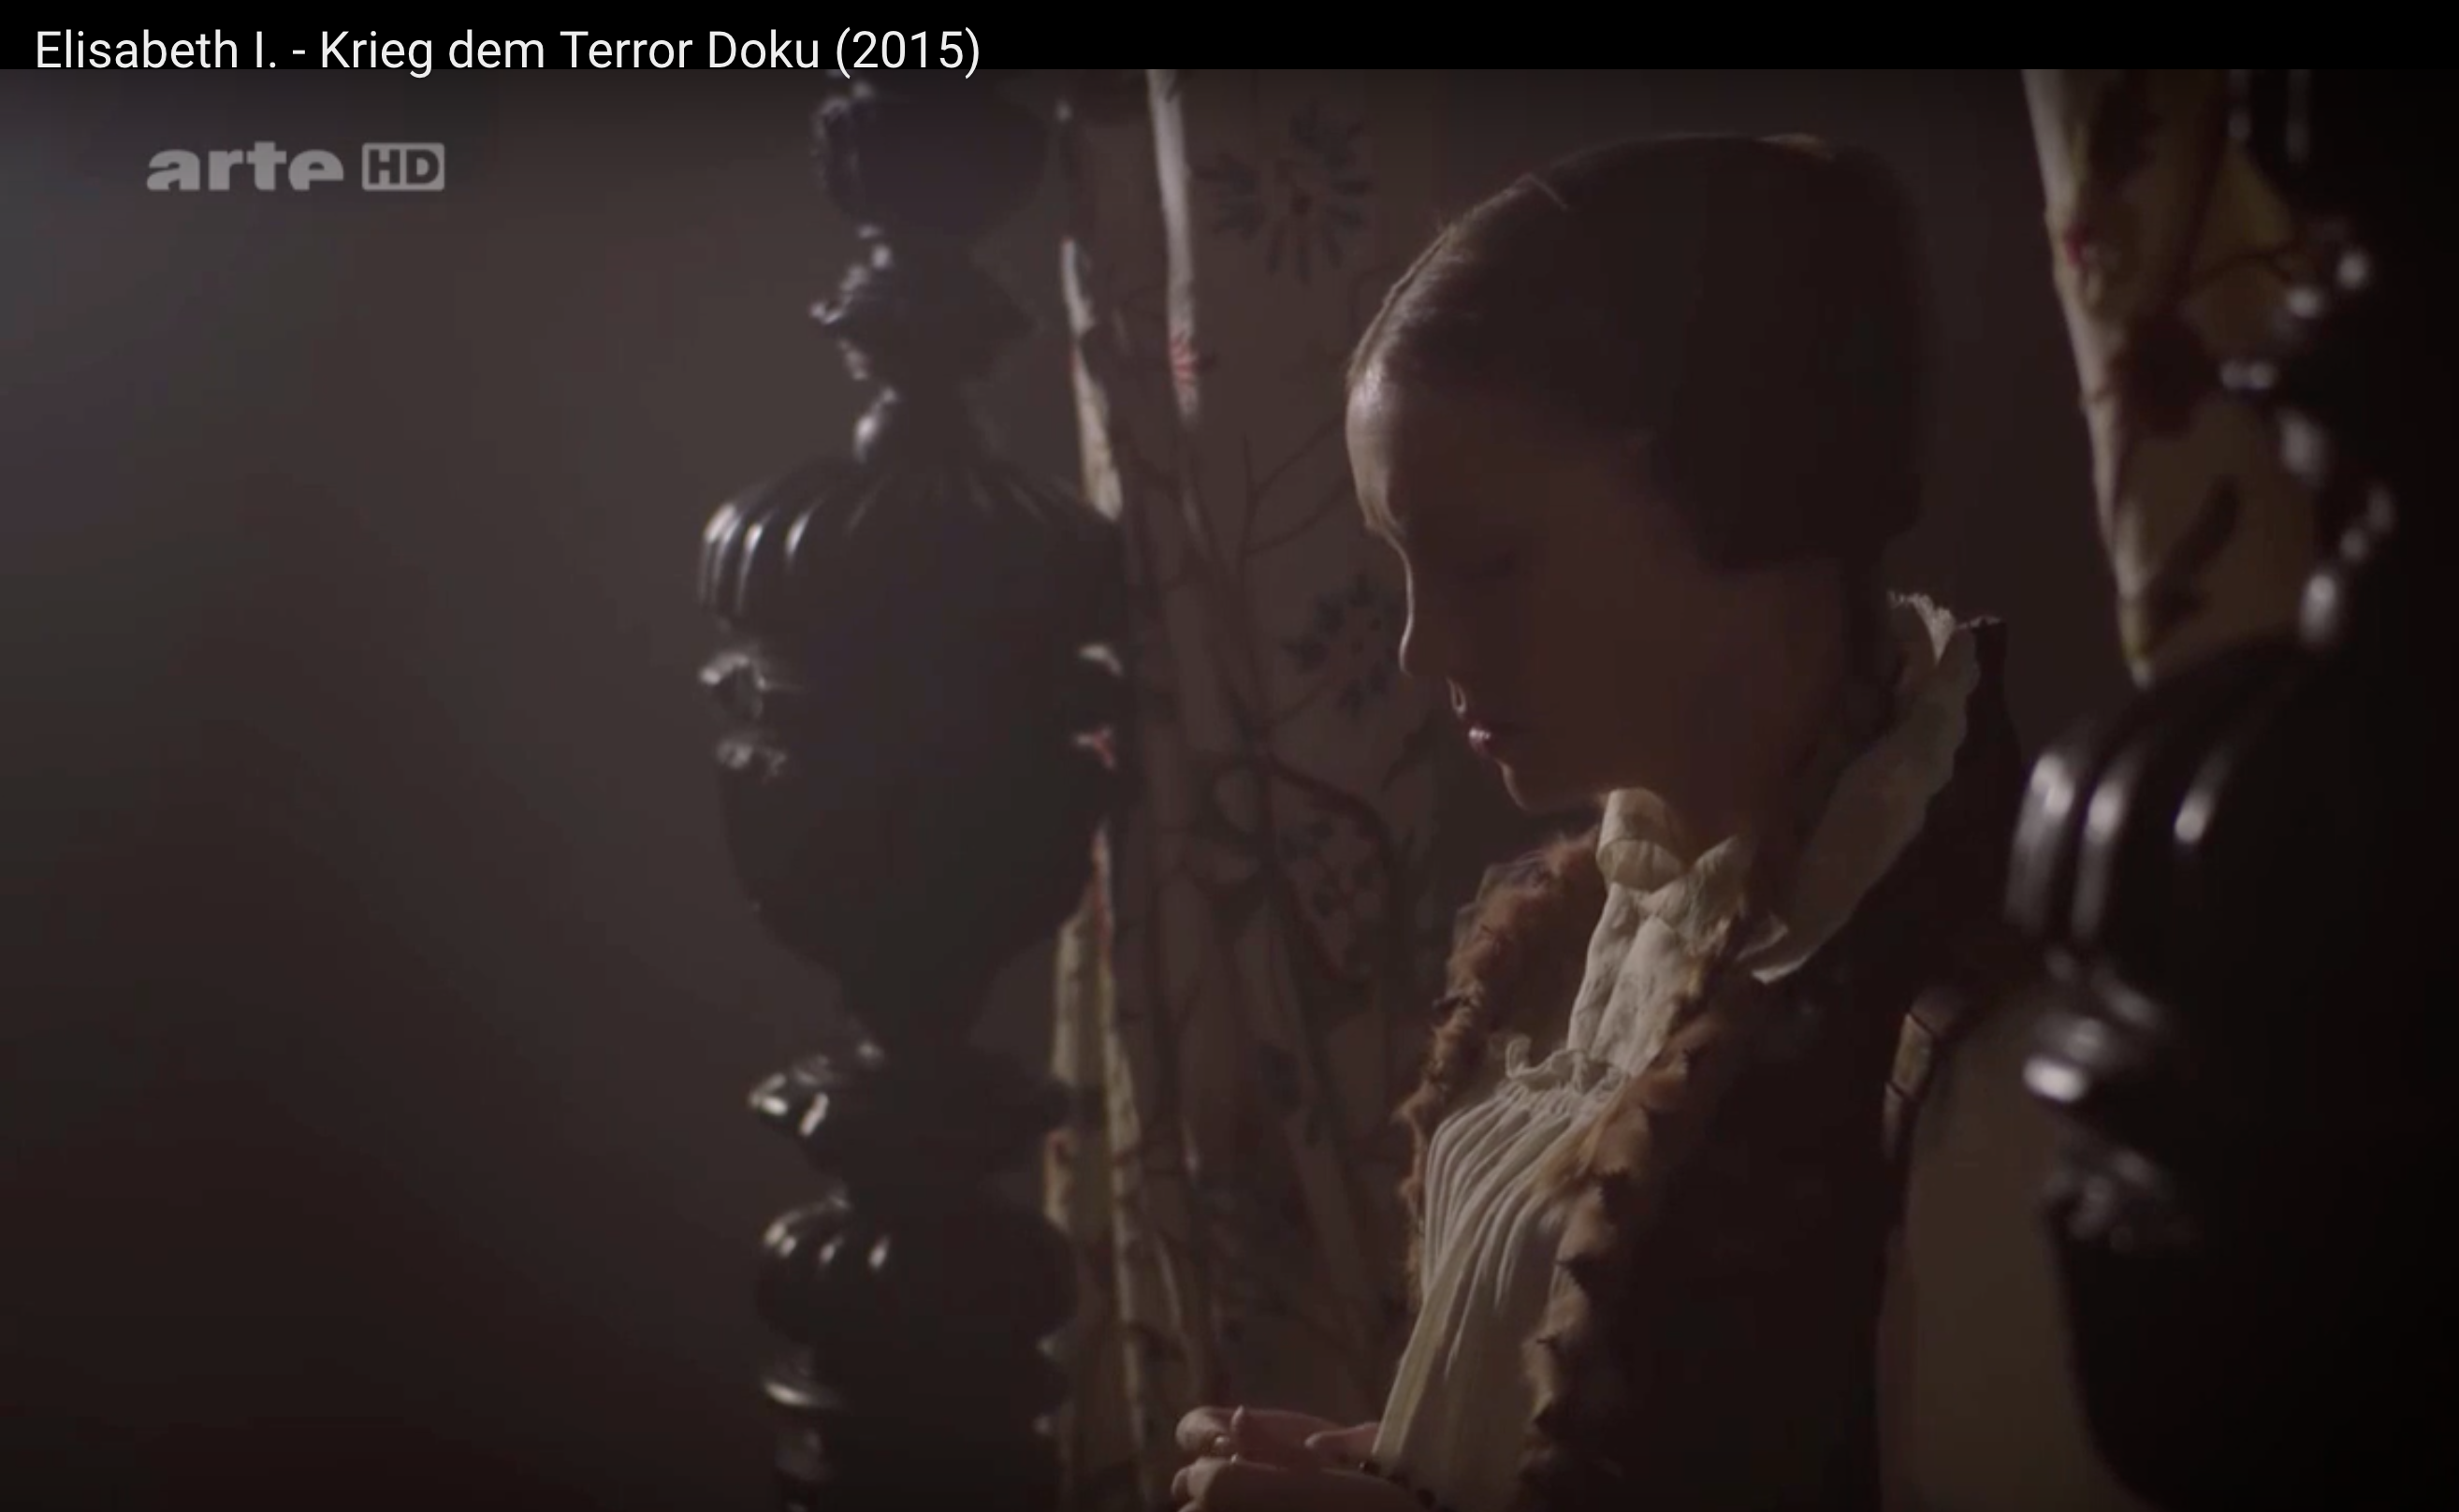 Elisabeth I. - Krieg dem Terror Doku (2015)
arte HD